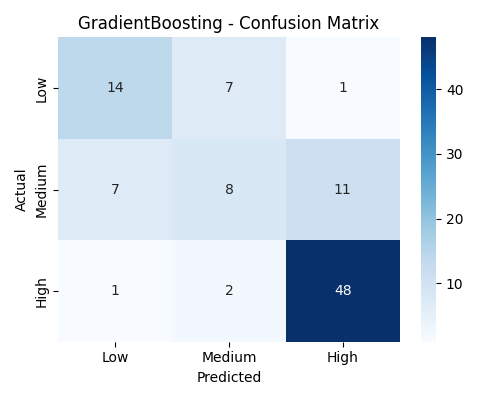 GradientBoosting - Confusion Matrix
Low 14 7 1
Medium 7 8 11
High 1 2 48
Low Medium High
Predicted
Actual
40
30
20
10